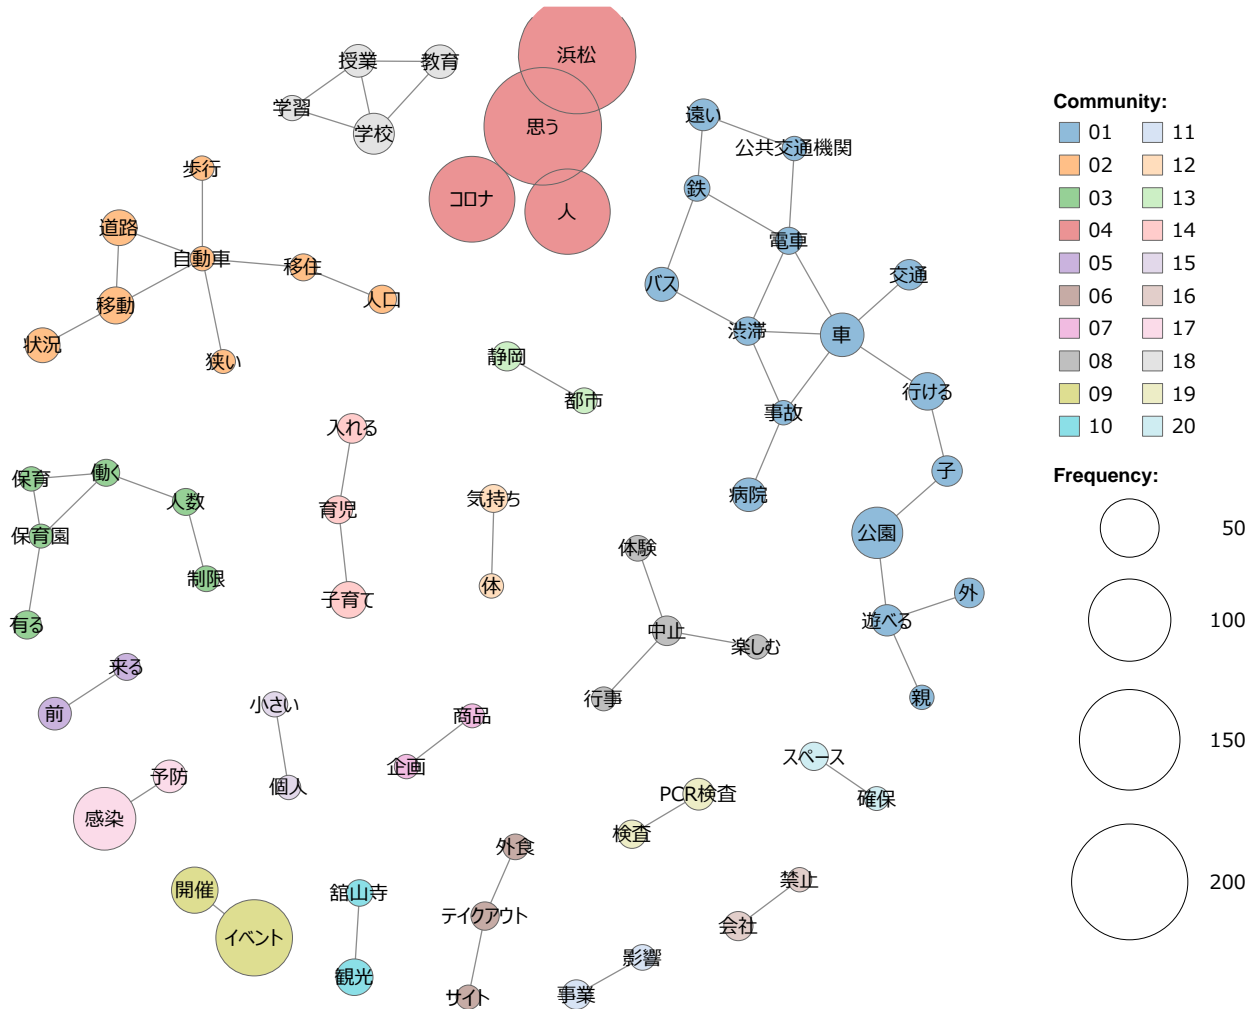 浜松
授業
教育
思う
学習
学校
遠い
公共交通機関
歩行
鉄
コロナ
人
道路
電車
自動車
移住
交通
バス
移動
人口
渋滞
車
状況
狭い
静岡
都市
行ける
事故
入れる
子
保育
働く
人数
気持ち
病院
育児
公園
保育園
体験
制限
体
外
子育て
有る
中止
遊べる
楽しむ
来る
行事
親
前
小さい
商品
企画
スペース
予防
個人
PCR検査
確保
感染
検査
外食
禁止
開催
舘山寺
テイクアウト
会社
イベント
影響
観光
事業
サイト
Community:
01 11
02 12
03 13
04 14
05 15
06 16
07 17
08 18
09 19
10 20
Frequency:
50
100
150
200